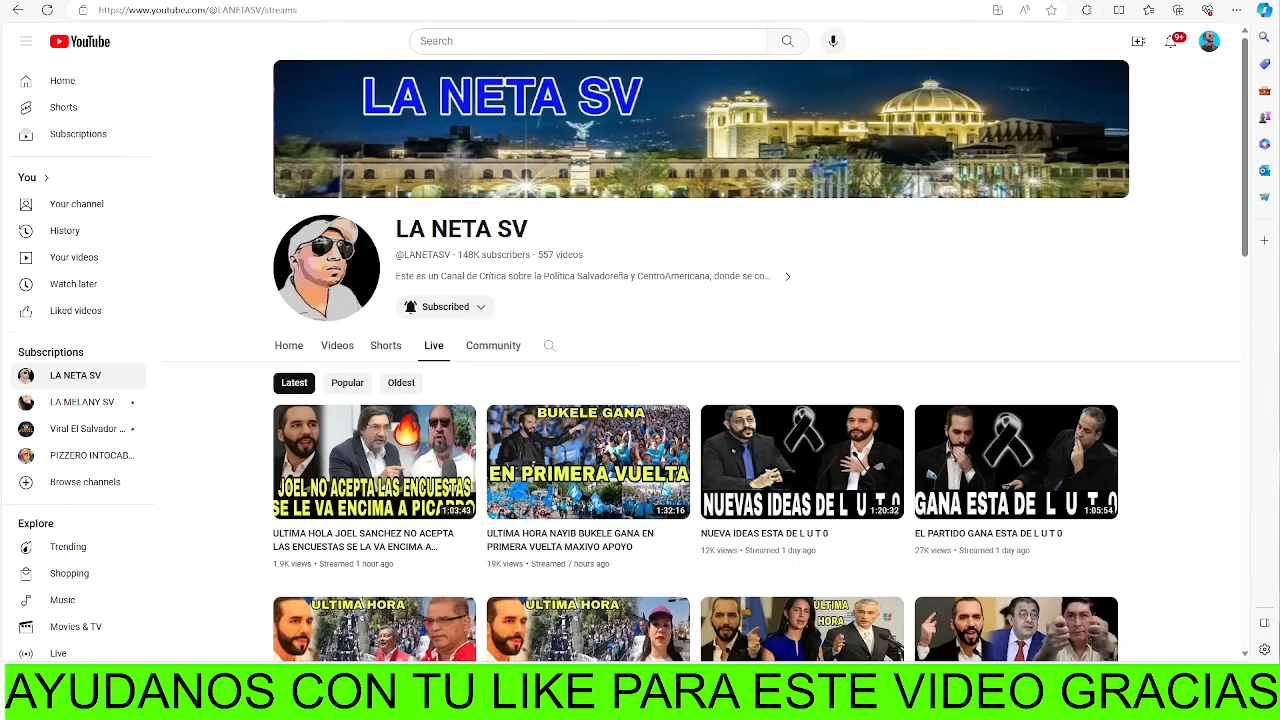 https://www.youtube.com/@LANETASV/streams
YouTube
Search
9+
Home
Shorts
Subscriptions
You
Your channel
History
Your videos
Watch later
Liked videos
Subscriptions
LA NETA SV
LA MELANY SV
Viral El Salvador ...
PIZZERO INTOCAB...
Browse channels
Explore
Trending
Shopping
Music
Movies & TV
Live
LA NETA SV
LA NETA SV
@LANETASV · 148K subscribers · 557 videos
Este es un Canal de Crítica sobre la Política Salvadoreña y CentroAmericana; donde se co...
Subscribed
Home Videos Shorts Live Community
Latest Popular Oldest
JOEL NO ACEPTA LAS ENCUESTAS
SE LE VA ENCIMA A PICARDO
1:03:43
ULTIMA HOLA JOEL SANCHEZ NO ACEPTA
LAS ENCUESTAS SE LA VA ENCIMA A...
1.9K views • Streamed 1 hour ago
BUKELE GANA
EN PRIMERA VUELTA
1:32:16
ULTIMA HORA NAYIB BUKELE GANA EN
PRIMERA VUELTA MAXIVO APOYO
19K views • Streamed 7 hours ago
NUEVAS IDEAS DE L U T 0
1:20:32
NUEVA IDEAS ESTA DE L U T 0
12K views • Streamed 1 day ago
GANA ESTA DE L U T 0
1:05:54
EL PARTIDO GANA ESTA DE L U T 0
27K views • Streamed 1 day ago
ULTIMA HORA
ULTIMA HORA
ULTIMA
HORA
AYUDANOS CON TU LIKE PARA ESTE VIDEO GRACIAS